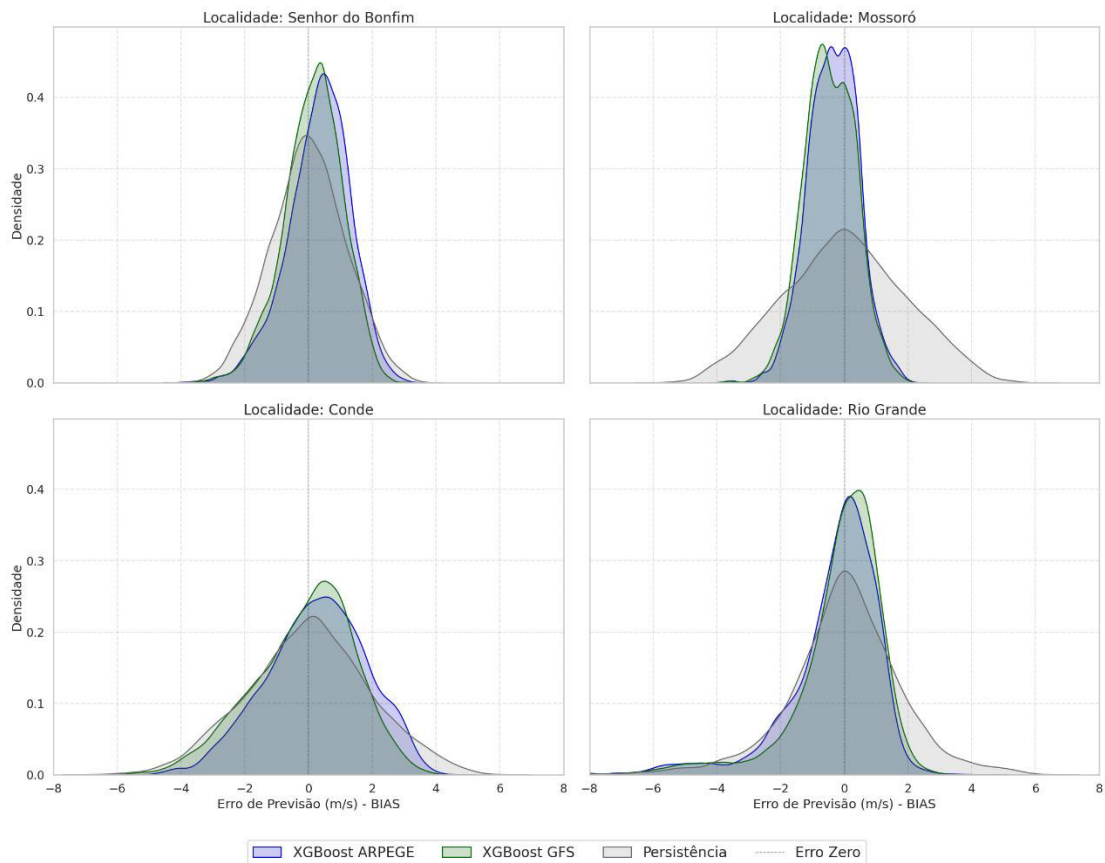 Localidade: Senhor do Bonfim
Localidade: Mossoró
Densidade
0.4
0.3
0.2
0.1
0.0
Localidade: Conde
Localidade: Rio Grande
Densidade
0.4
0.3
0.2
0.1
0.0
−8 −6 −4 −2 0 2 4 6 8
−8 −6 −4 −2 0 2 4 6 8
Erro de Previsão (m/s) - BIAS
Erro de Previsão (m/s) - BIAS
XGBoost ARPEGE XGBoost GFS Persistência Erro Zero